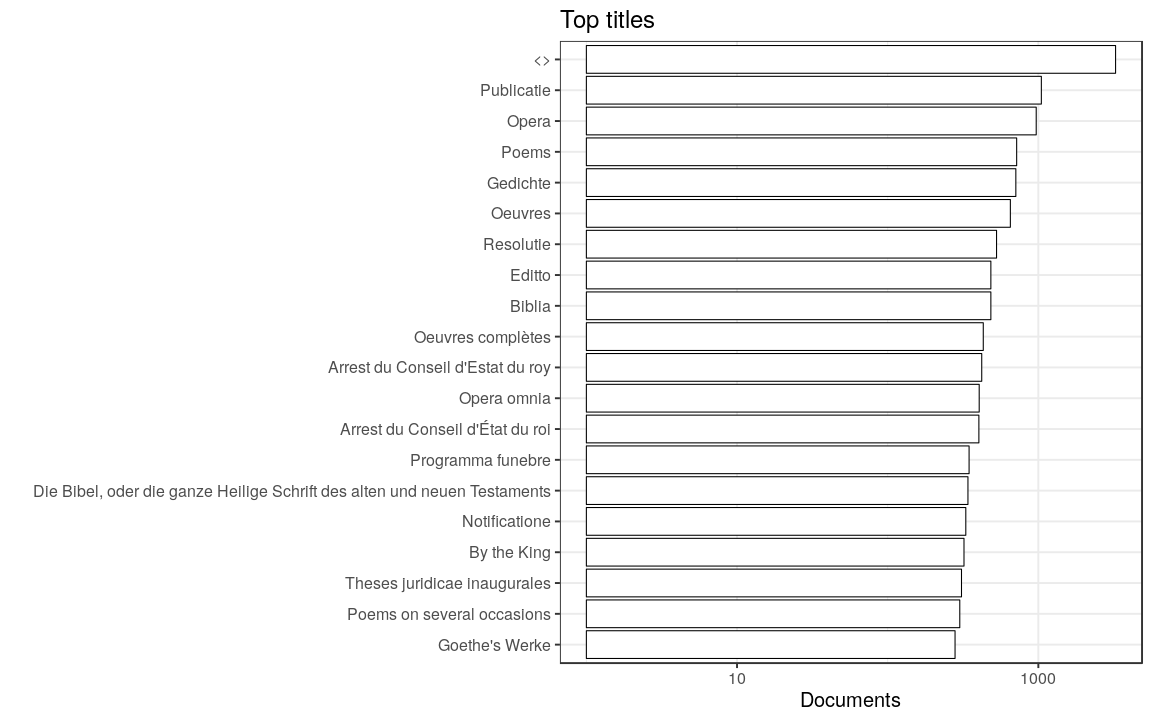 Top titles
<>
Publicatie
Opera
Poems
Gedichte
Oeuvres
Resolutie
Editto
Biblia
Oeuvres complètes
Arrest du Conseil d'Estat du roy
Opera omnia
Arrest du Conseil d'État du roi
Programma funebre
Die Bibel, oder die ganze Heilige Schrift des alten und neuen Testaments
Notificatione
By the King
Theses juridicae inaugurales
Poems on several occasions
Goethe's Werke
10 1000
Documents